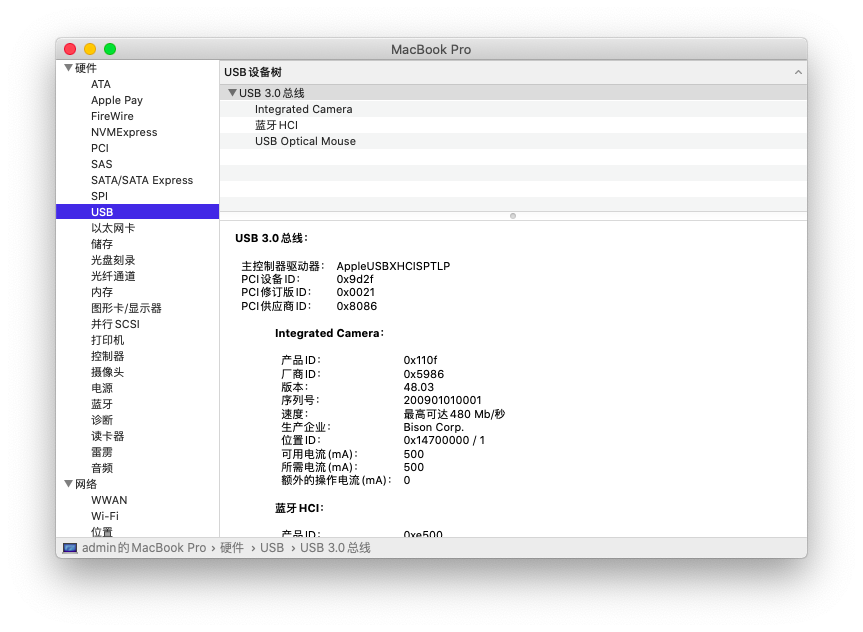 MacBook Pro
硬件
ATA
Apple Pay
FireWire
NVMExpress
PCI
SAS
SATA/SATA Express
SPI
USB
以太网卡
储存
光盘刻录
光纤通道
内存
图形卡/显示器
并行SCSI
打印机
控制器
摄像头
电源
蓝牙
诊断
读卡器
雷雳
音频
网络
WWAN
Wi-Fi
位置
USB设备树
USB 3.0总线
Integrated Camera
蓝牙HCI
USB Optical Mouse
USB 3.0总线:
主控制器驱动器: AppleUSBXHCISPTLP
PCI设备ID: 0x9d2f
PCI修订版ID: 0x0021
PCI供应商ID: 0x8086
Integrated Camera:
产品ID: 0x110f
厂商ID: 0x5986
版本: 48.03
序列号: 200901010001
速度: 最高可达480 Mb/秒
生产企业: Bison Corp.
位置ID: 0x14700000 / 1
可用电流(mA): 500
所需电流(mA): 500
额外的操作电流(mA): 0
蓝牙HCI:
产品ID: 0xe500
admin的MacBook Pro › 硬件 › USB › USB 3.0总线